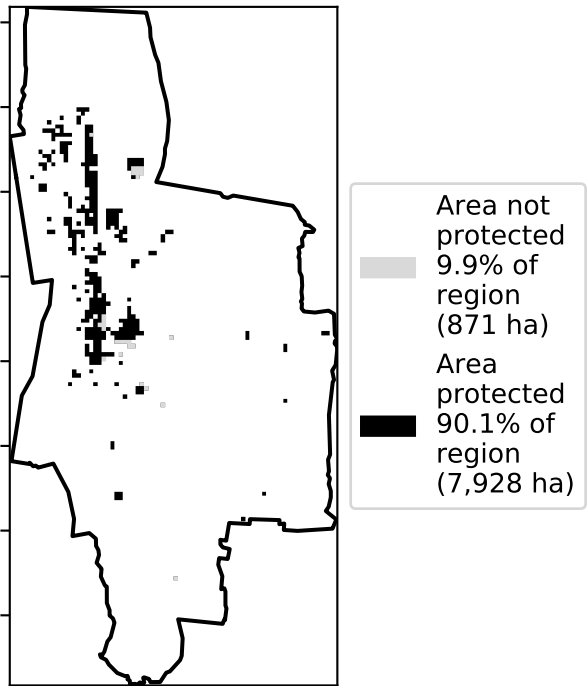 Area not
protected
9.9% of
region
(871 ha)
Area
protected
90.1% of
region
(7,928 ha)